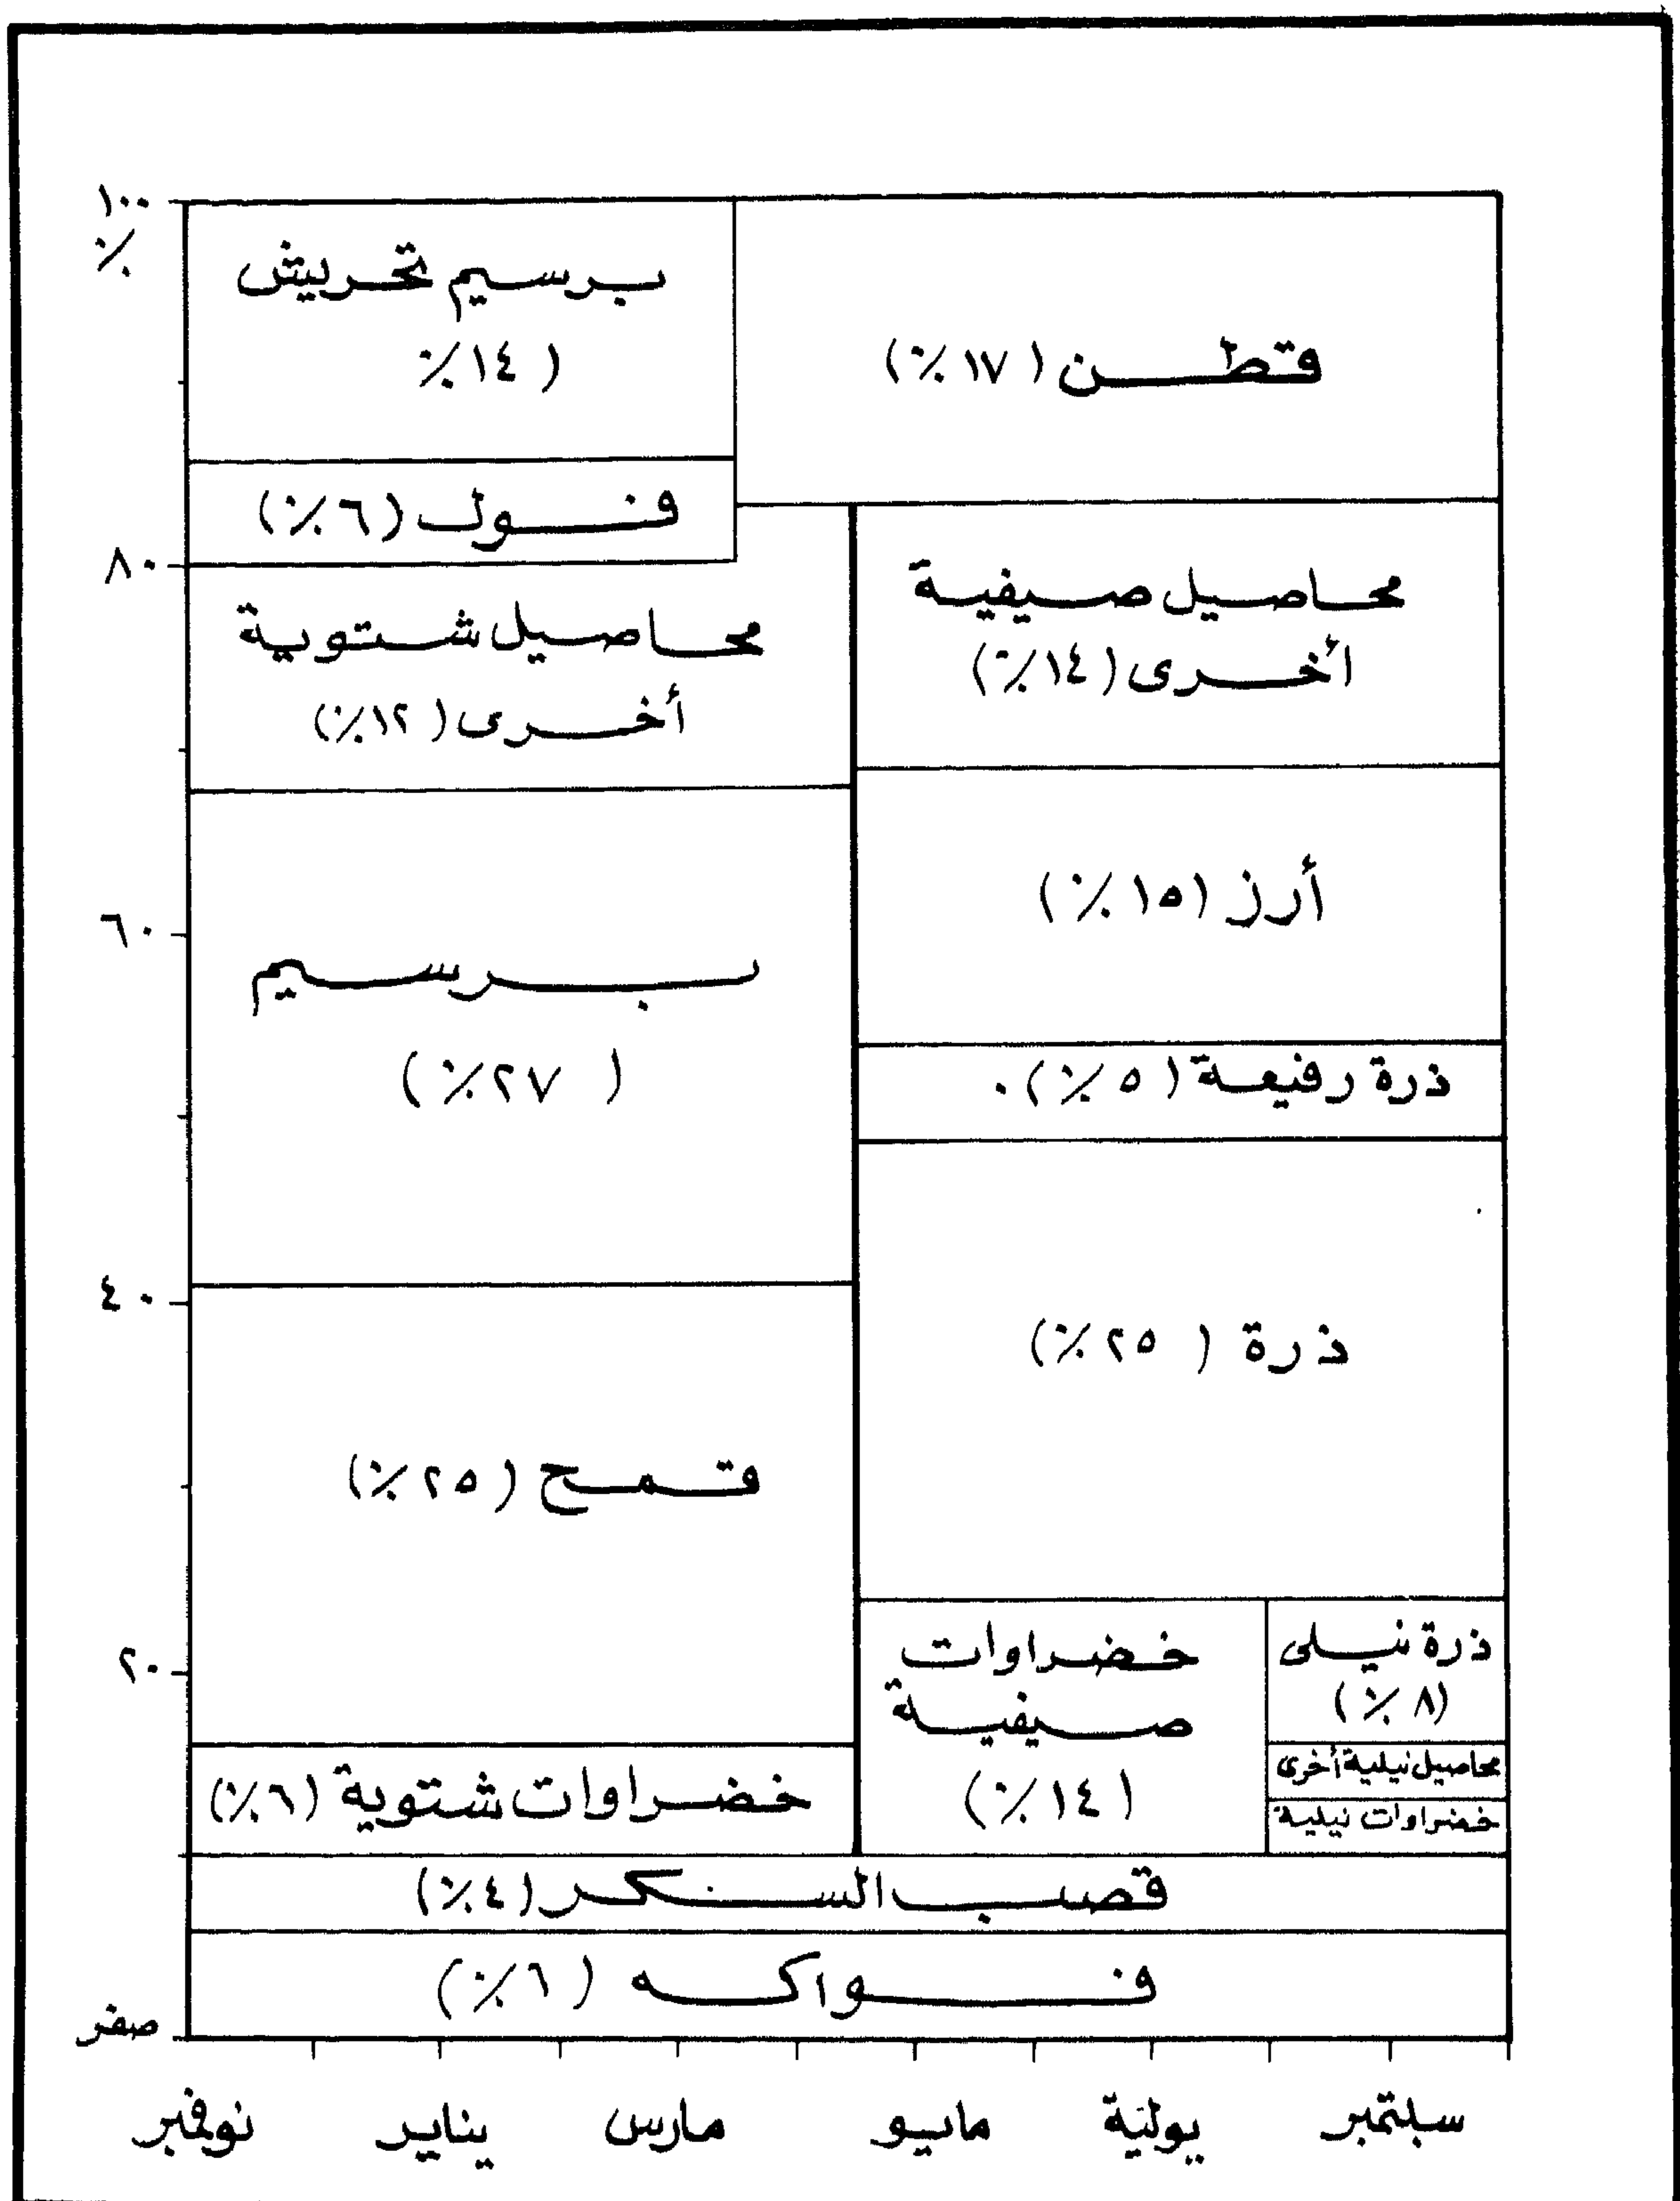 ١٠٠
٪
برسيم تحريش
(١٤٪
قطن (١٧٪)
فول (٦٪)
٨٠
محاصيل صيفية
أخرى (١٤٪)
محاصيل شتوية
أخرى (١٢٪)
أرز (١٥٪)
٦٠
برسيم
(٢٧٪)
ذرة رفيعة (٥٪).
٤٠
ذرة (٢٥٪)
قمح (٢٥٪)
ذرة نيلى
(٨٪)
خضراوات
صيفية
(١٤٪)
٢٠
محاصيل نيلية أخرى
خضراوات نيلية
خضراوات شتوية (٦٪)
قصب السكر (٤٪)
فواكه (٦٪)
صفر
نوفمبر يناير مارس مايو يولية سبتمبر